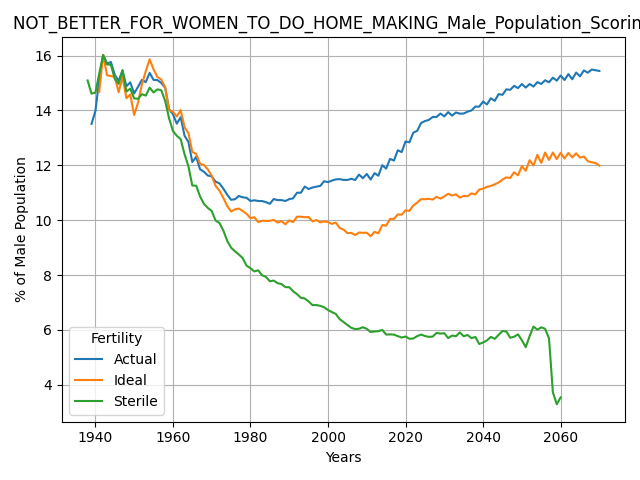 NOT_BETTER_FOR_WOMEN_TO_DO_HOME_MAKING_Male_Population_Scorin
16
14
12
10
8
6
4
% of Male Population
Fertility
Actual
Ideal
Sterile
1940
1960
1980
2000
2020
2040
2060
Years